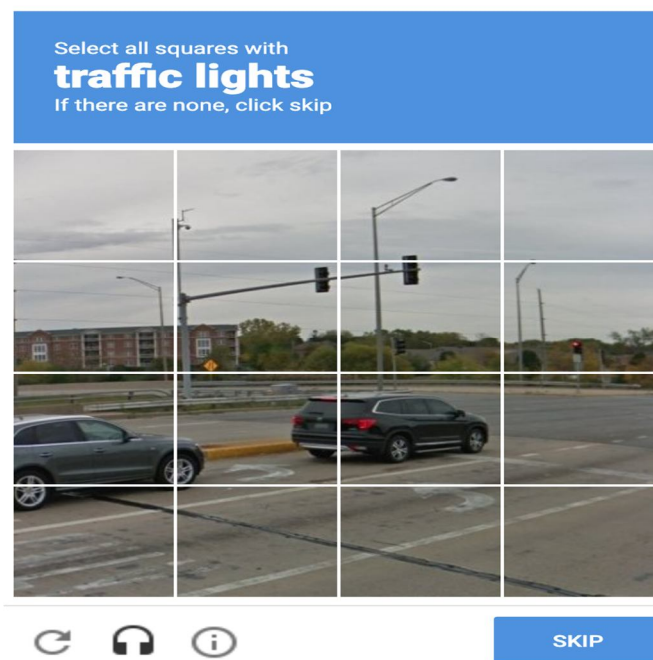 Select all squares with
traffic lights
If there are none, click skip
SKIP